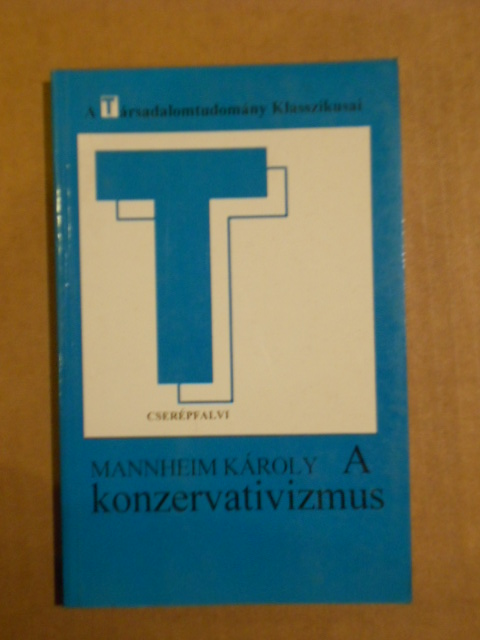 A Társadalomtudomány Klasszikusai
T
CSERÉPFALVI
MANNHEIM KÁROLY A
konzervativizmus